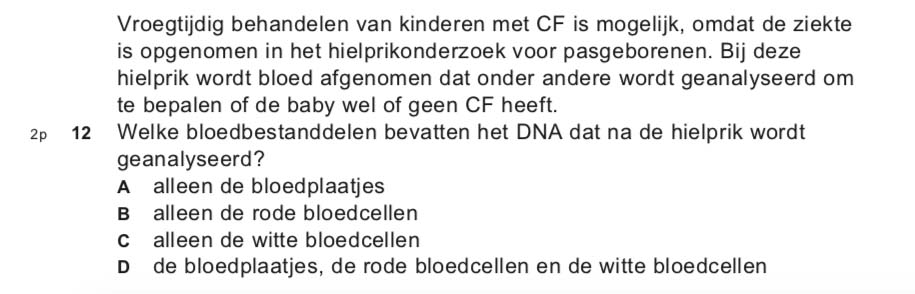 Vroegtijdig behandelen van kinderen met CF is mogelijk, omdat de ziekte
is opgenomen in het hielprikonderzoek voor pasgeborenen. Bij deze
hielprik wordt bloed afgenomen dat onder andere wordt geanalyseerd om
te bepalen of de baby wel of geen CF heeft.
2p 12 Welke bloedbestanddelen bevatten het DNA dat na de hielprik wordt
geanalyseerd?
A alleen de bloedplaatjes
B alleen de rode bloedcellen
C alleen de witte bloedcellen
D de bloedplaatjes, de rode bloedcellen en de witte bloedcellen